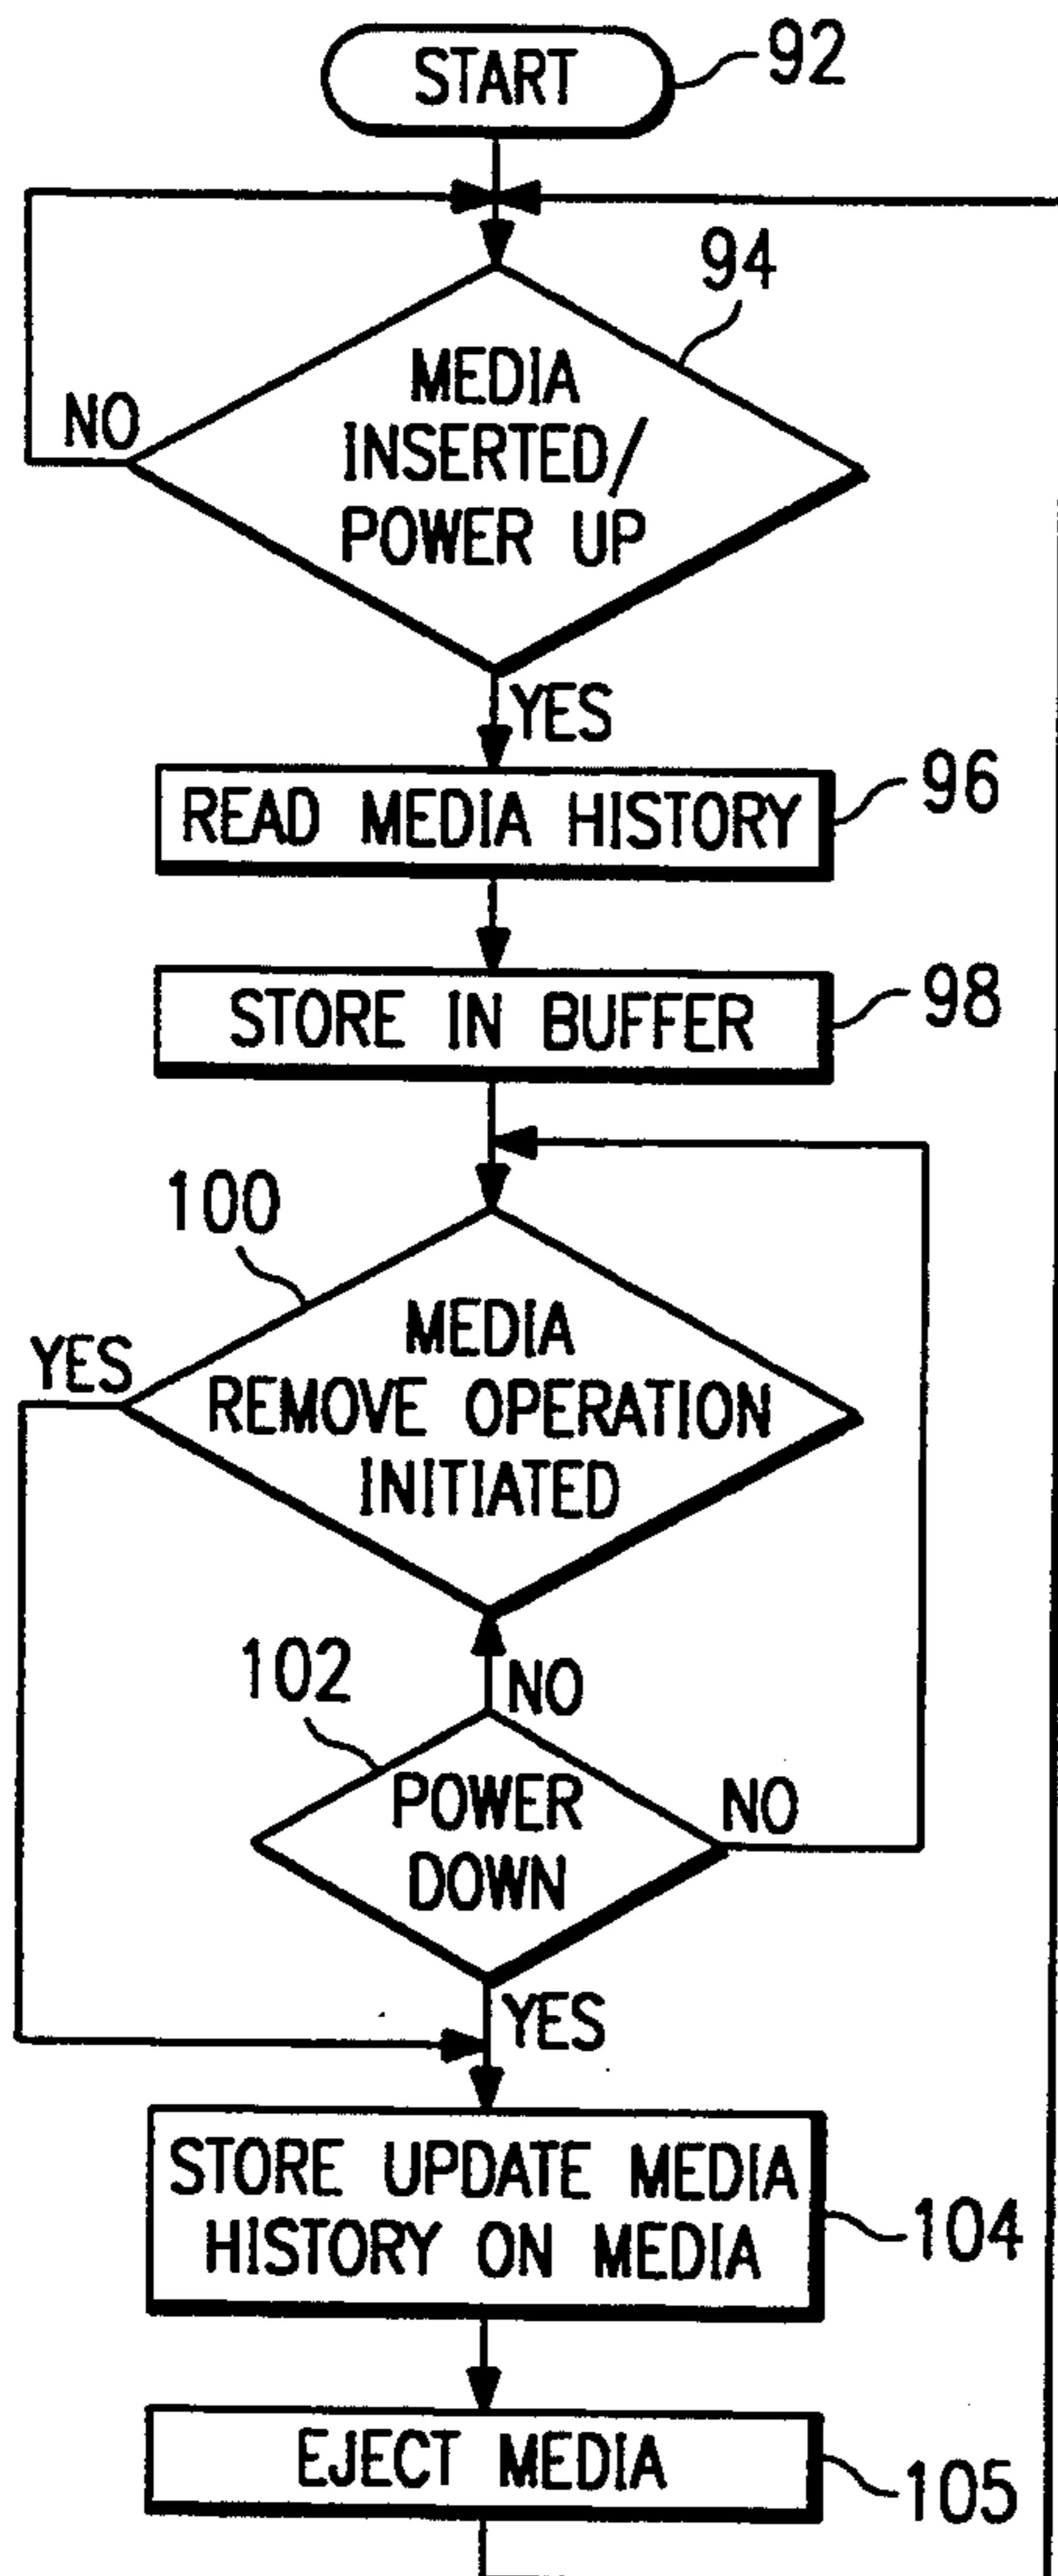 START
92
94
MEDIA
INSERTED/
POWER UP
NO
YES
READ MEDIA HISTORY
96
STORE IN BUFFER
98
100
MEDIA
REMOVE OPERATION
INITIATED
YES
NO
102
POWER
DOWN
NO
YES
STORE UPDATE MEDIA
HISTORY ON MEDIA
104
EJECT MEDIA
105